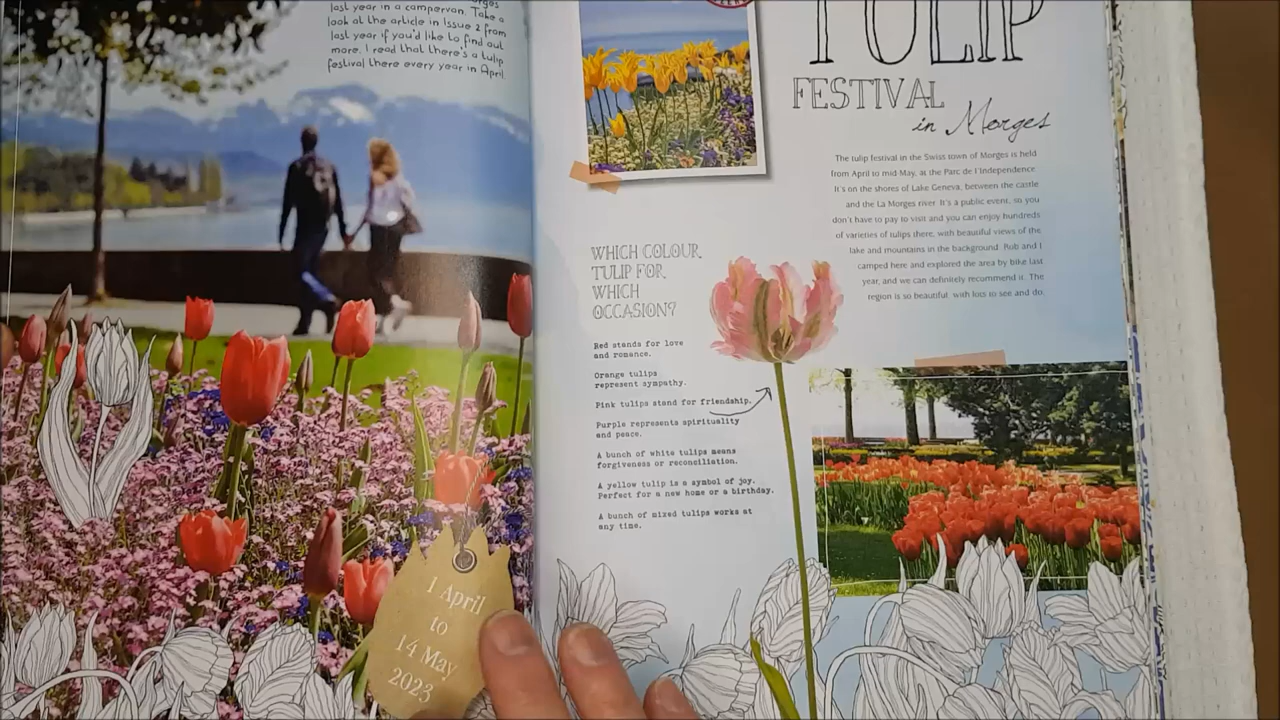 last year in a campervan. Take a
look at the article in Issue 2 from
last year if you'd like to find out
more. I read that there's a tulip
festival there every year in April.
1 April
to
14 May
2023
TULIP
FESTIVAL
in Morges
The tulip festival in the Swiss town of Morges is held
from April to mid-May, at the Parc de l'Independence
It's on the shores of Lake Geneva, between the castle
and the La Morges river. It's a public event, so you
don't have to pay to visit and you can enjoy hundreds
of varieties of tulips there, with beautiful views of the
lake and mountains in the background. Rob and I
camped here and explored the area by bike last
year, and we can definitely recommend it. The
region is so beautiful with lots to see and do.
WHICH COLOUR
TULIP FOR
WHICH
OCCASION?
Red stands for love
and romance.
Orange tulips
represent sympathy.
Pink tulips stand for friendship.
Purple represents spirituality
and peace.
A bunch of white tulips means
forgiveness or reconciliation.
A yellow tulip is a symbol of joy.
Perfect for a new home or a birthday.
A bunch of mixed tulips works at
any time.